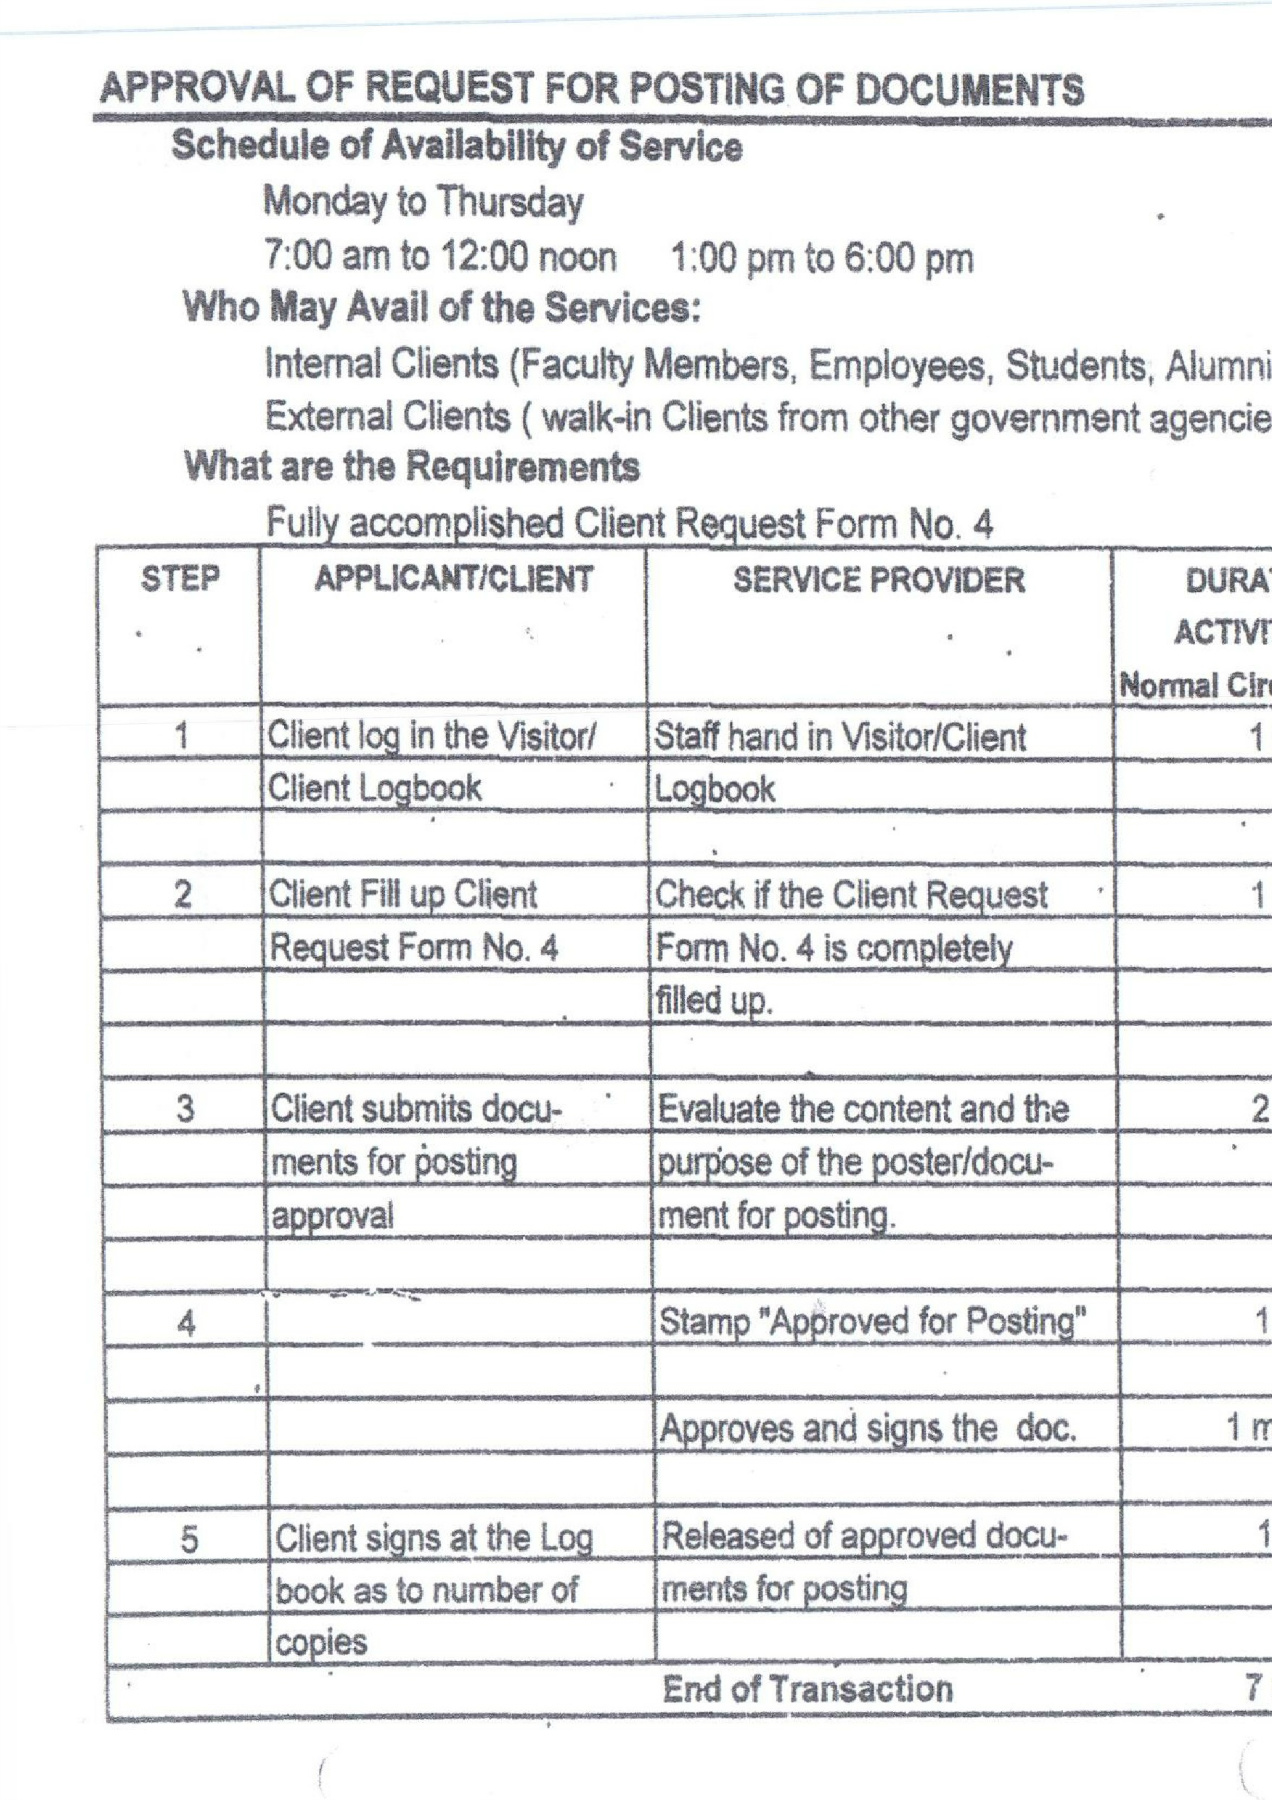 APPROVAL OF REQUEST FOR POSTING OF DOCUMENTS
Schedule of Availability of Service
Monday to Thursday
7:00 am to 12:00 noon 1:00 pm to 6:00 pm
Who May Avail of the Services:
Internal Clients (Faculty Members, Employees, Students, Alumni
External Clients ( walk-in Clients from other government agencie
What are the Requirements
Fully accomplished Client Request Form No. 4
STEP APPLICANT/CLIENT SERVICE PROVIDER DURA
ACTIVI
Normal Cir
1 Client log in the Visitor/ Staff hand in Visitor/Client 1
Client Logbook Logbook
2 Client Fill up Client Check if the Client Request 1
Request Form No. 4 Form No. 4 is completely
filled up.
3 Client submits docu- Evaluate the content and the 2
ments for posting purpose of the poster/docu-
approval ment for posting.
4 Stamp "Approved for Posting" 1
Approves and signs the doc. 1 m
5 Client signs at the Log Released of approved docu- 1
book as to number of ments for posting
copies
End of Transaction 7